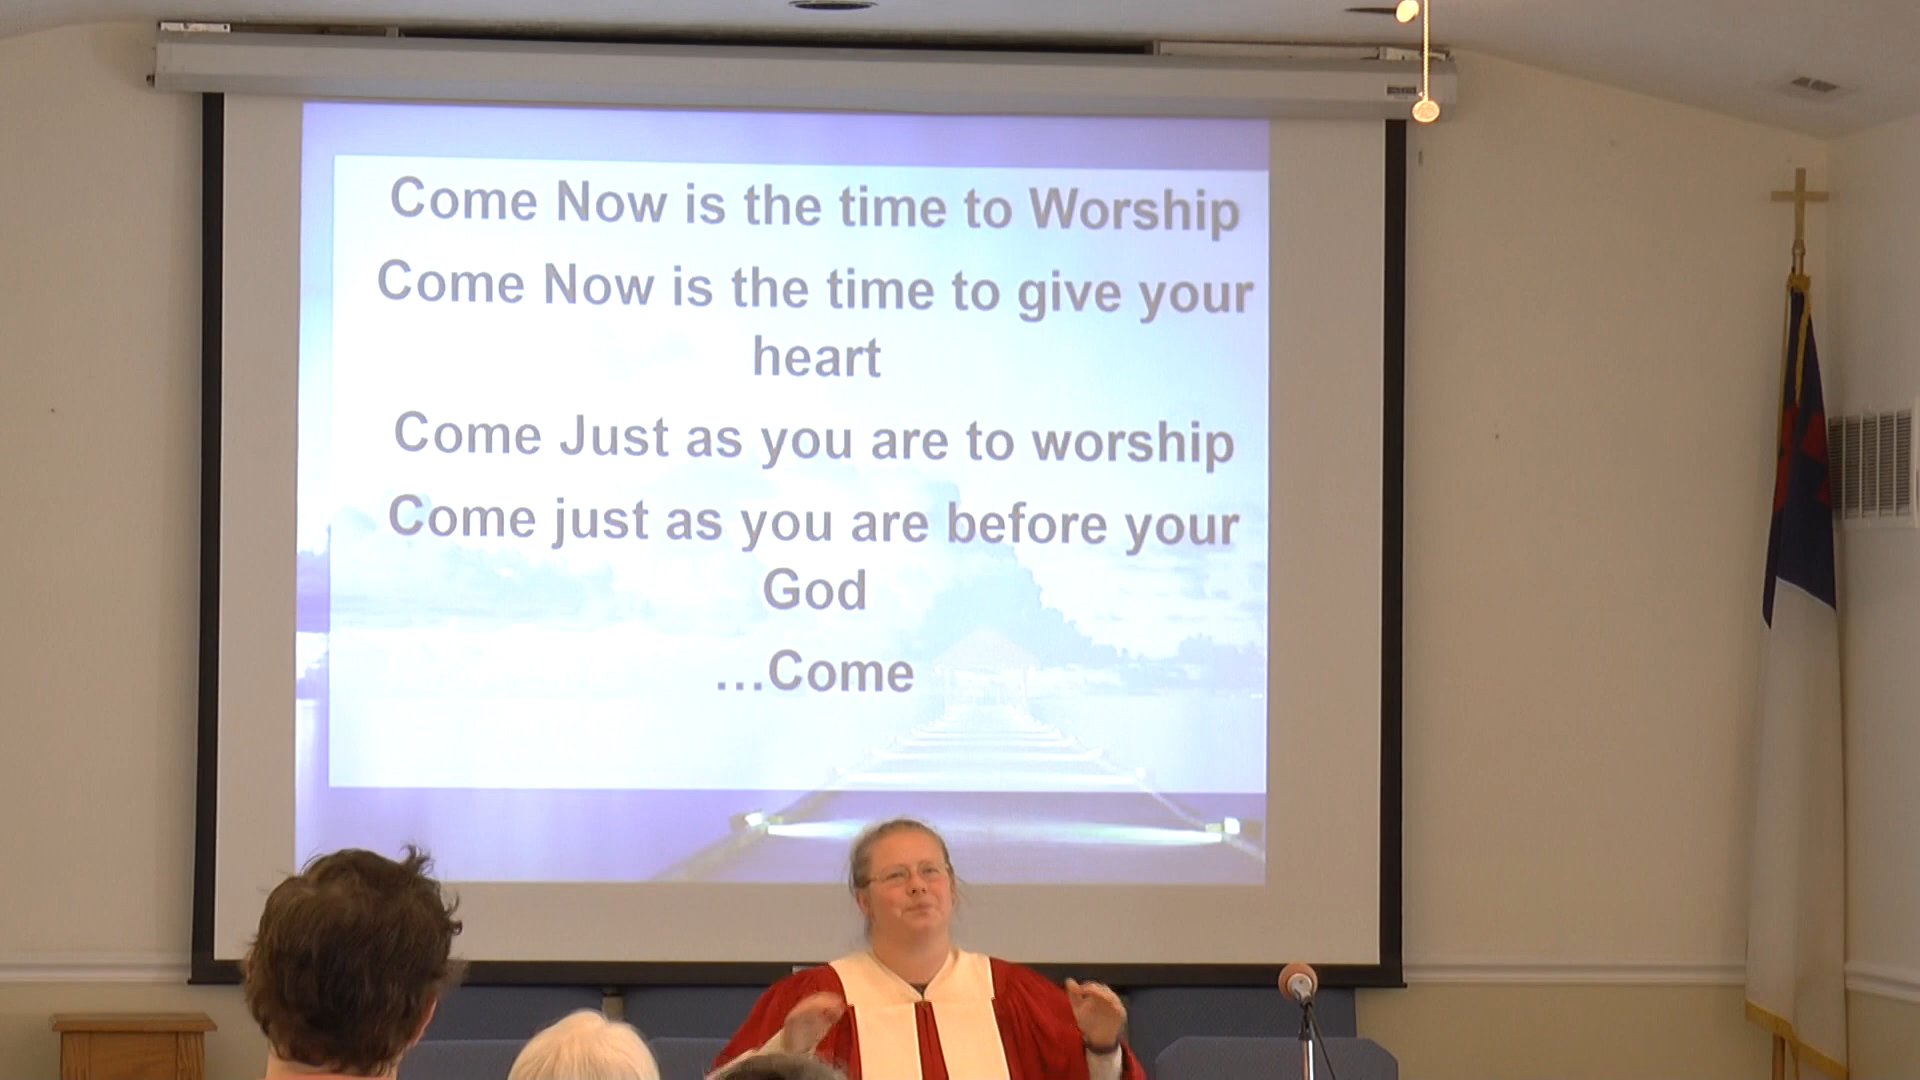 Come Now is the time to Worship
Come Now is the time to give your
heart
Come Just as you are to worship
Come just as you are before your
God
...Come